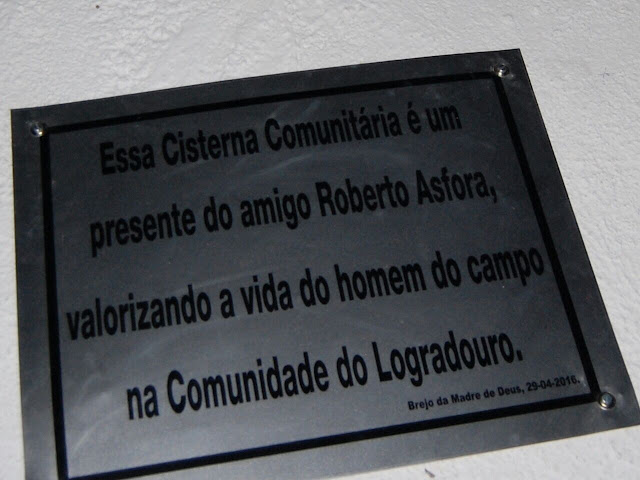 Essa Cisterna Comunitária é um
presente do amigo Roberto Asfora,
valorizando a vida do homem do campo
na Comunidade do Logradouro.
Brejo da Madre de Deus, 29-04-2016.